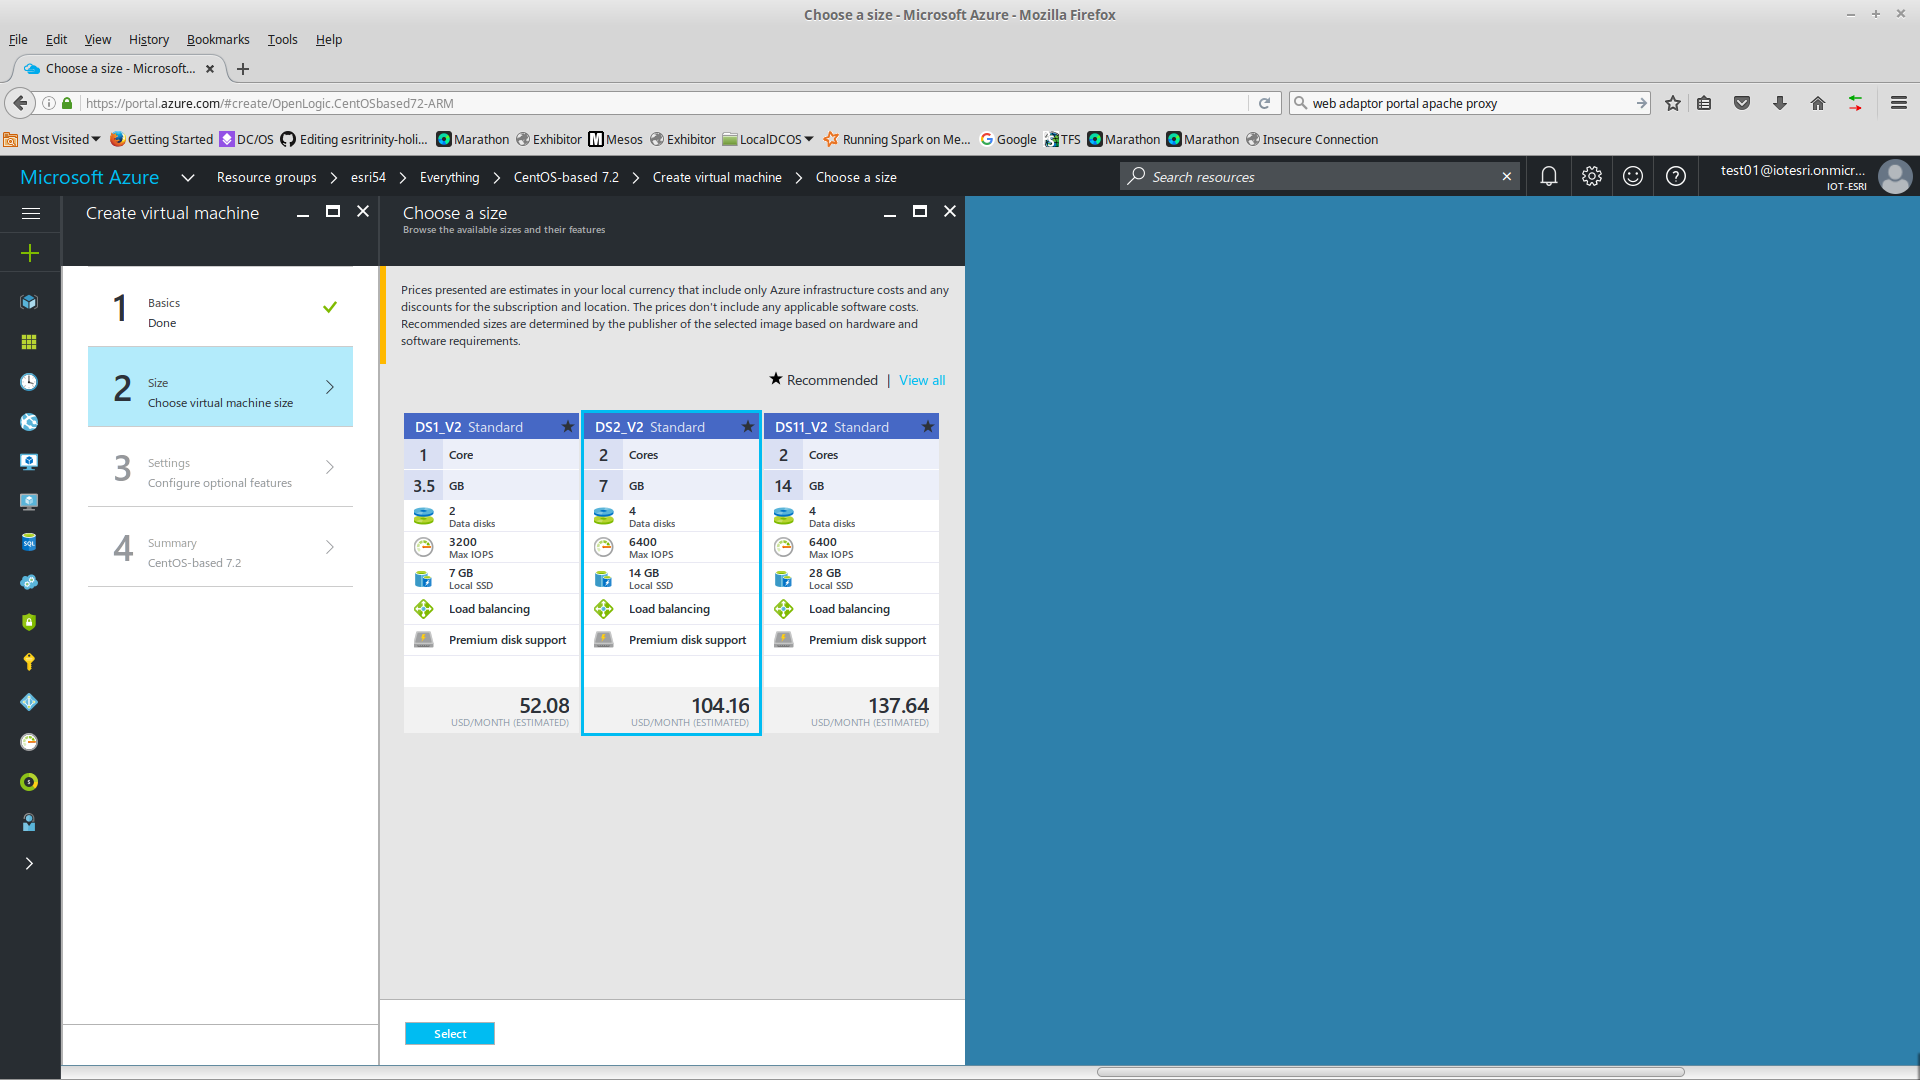 Choose a size - Microsoft Azure - Mozilla Firefox
File Edit View History Bookmarks Tools Help
Choose a size - Microsoft...
https://portal.azure.com/#create/OpenLogic.CentOSbased72-ARM
web adaptor portal apache proxy
Most Visited Getting Started DC/OS Editing esritrinity-holi... Marathon Exhibitor Mesos Exhibitor LocalDCOS Running Spark on Me... Google TFS Marathon Marathon Insecure Connection
Microsoft Azure Resource groups esri54 Everything CentOS-based 7.2 Create virtual machine Choose a size
Search resources
test01@iotesri.onmicr...
IOT-ESRI
Create virtual machine
1
Basics
Done
2
Size
Choose virtual machine size
3
Settings
Configure optional features
4
Summary
CentOS-based 7.2
Choose a size
Browse the available sizes and their features
Prices presented are estimates in your local currency that include only Azure infrastructure costs and any
discounts for the subscription and location. The prices don't include any applicable software costs.
Recommended sizes are determined by the publisher of the selected image based on hardware and
software requirements.
★ Recommended | View all
DS1_V2 Standard
1 Core
3.5 GB
2
Data disks
3200
Max IOPS
7 GB
Local SSD
Load balancing
Premium disk support
52.08
USD/MONTH (ESTIMATED)
DS2_V2 Standard
2 Cores
7 GB
4
Data disks
6400
Max IOPS
14 GB
Local SSD
Load balancing
Premium disk support
104.16
USD/MONTH (ESTIMATED)
DS11_V2 Standard
2 Cores
14 GB
4
Data disks
6400
Max IOPS
28 GB
Local SSD
Load balancing
Premium disk support
137.64
USD/MONTH (ESTIMATED)
Select